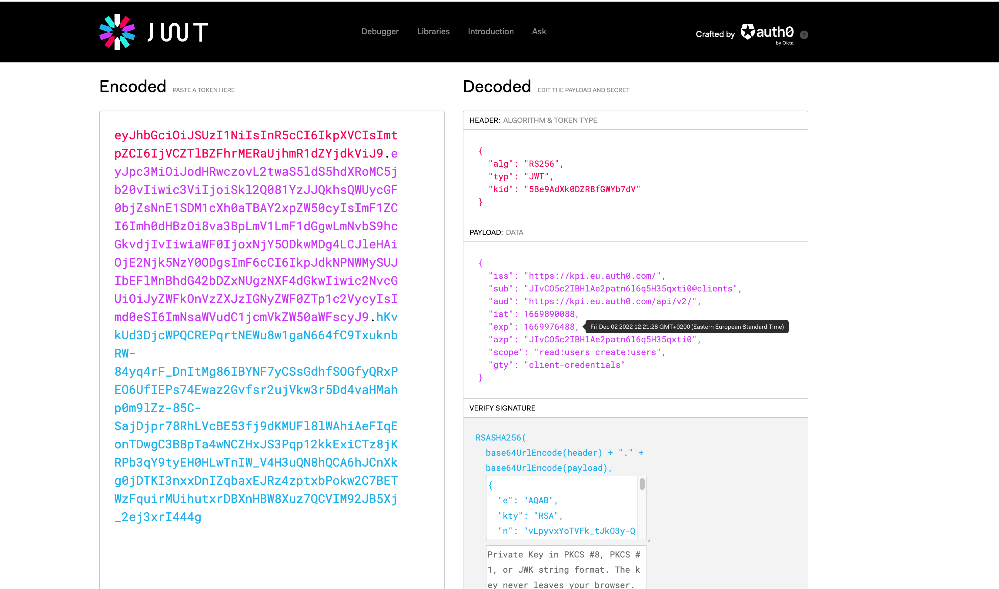 JWT
Debugger Libraries Introduction Ask
Crafted by auth0 ?
by Okta
Encoded PASTE A TOKEN HERE
eyJhbGciOiJSUzI1NiIsInR5cCI6IkpXVCIsImt
pZCI6IjVCZTlBZFhrMERaUjhmR1dZYjdkViJ9.e
yJpc3MiOiJodHRwczovL2twaS5ldS5hdXRoMC5j
b20vIiwic3ViIjoiSkl2Q081YzJJQkhsQWUycGF
0bjZsNnE1SDM1cXh0aTBAY2xpZW50cyIsImF1ZC
I6Imh0dHBzOi8va3BpLmV1LmF1dGgwLmNvbS9hc
GkvdjIvIiwiaWF0IjoxNjY5ODkwMDg4LCJleHAi
OjE2Njk5NzY0ODgsImF6cCI6IkpJdkNPNWMySUJ
IbEFlMnBhdG42bDZxNUgzNXF4dGkwIiwic2NvcG
UiOiJyZWFkOnVzZXJzIGNyZWF0ZTp1c2VycyIsI
md0eSI6ImNsaWVudC1jcmVkZW50aWFscyJ9.hKv
kUd3DjcWPQCREPqrtNEWu8w1gaN664fC9Txuknb
RW-
84yq4rF_DnItMg86IBYNF7yCSsGdhfSOGfyQRxP
EO6UfIEPs74Ewaz2Gvfsr2ujVkw3r5Dd4vaHMah
p0m9lZz-85C-
SajDjpr78RhLVcBE53fj9dKMUFl8lWAhiAeFIqE
onTDwgC3BBpTa4wNCZHxJS3Pqp12kkExiCTz8jK
RPb3qY9tyEH0HLwTnIW_V4H3uQN8hQCA6hJCnXk
g0jDTKI3nxxDnIZqbaxEJRz4zptxbPokw2C7BET
WzFquirMUihutxrDBXnHBW8Xuz7QCVIM92JB5Xj
_2ej3xrI444g
Decoded EDIT THE PAYLOAD AND SECRET
HEADER: ALGORITHM & TOKEN TYPE
{
"alg": "RS256",
"typ": "JWT",
"kid": "5Be9AdXk0DZR8fGWYb7dV"
}
PAYLOAD: DATA
{
"iss": "https://kpi.eu.auth0.com/",
"sub": "JIvCO5c2IBHlAe2patn6l6q5H35qxti0@clients",
"aud": "https://kpi.eu.auth0.com/api/v2/",
"iat": 1669890088,
"exp": 1669976488, Fri Dec 02 2022 12:21:28 GMT+0200 (Eastern European Standard Time)
"azp": "JIvCO5c2IBHlAe2patn6l6q5H35qxti0",
"scope": "read:users create:users",
"gty": "client-credentials"
}
VERIFY SIGNATURE
RSASHA256(
base64UrlEncode(header) + "." +
base64UrlEncode(payload),
{
"e": "AQAB",
"kty": "RSA",
"n": "vLpyvxYoTVFk_tJkO3y-Q
,
Private Key in PKCS #8, PKCS #
1, or JWK string format. The k
ey never leaves your browser.